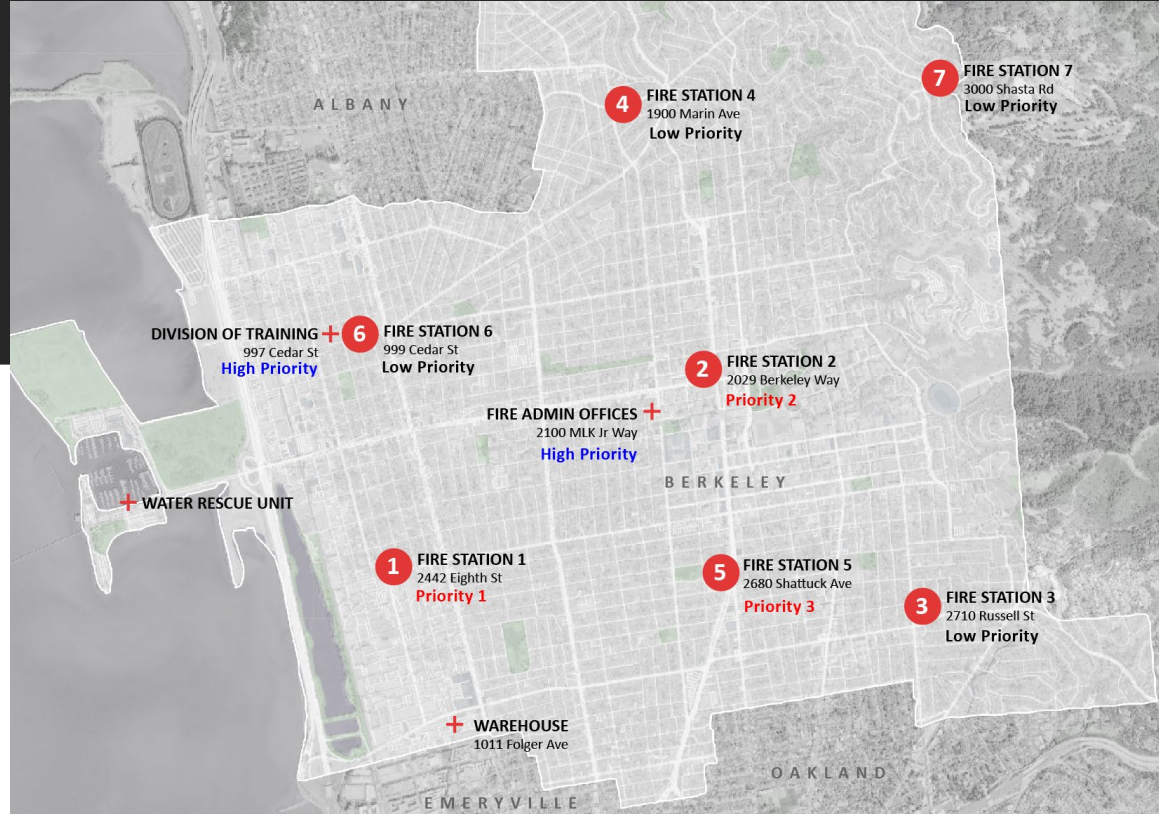 ALBANY
7
FIRE STATION 7
3000 Shasta Rd
Low Priority
4
FIRE STATION 4
1900 Marin Ave
Low Priority
DIVISION OF TRAINING
997 Cedar St
High Priority
6
FIRE STATION 6
999 Cedar St
Low Priority
2
FIRE STATION 2
2029 Berkeley Way
Priority 2
FIRE ADMIN OFFICES
2100 MLK Jr Way
High Priority
BERKELEY
WATER RESCUE UNIT
1
FIRE STATION 1
2442 Eighth St
Priority 1
5
FIRE STATION 5
2680 Shattuck Ave
Priority 3
3
FIRE STATION 3
2710 Russell St
Low Priority
WAREHOUSE
1011 Folger Ave
OAKLAND
EMERYVILLE